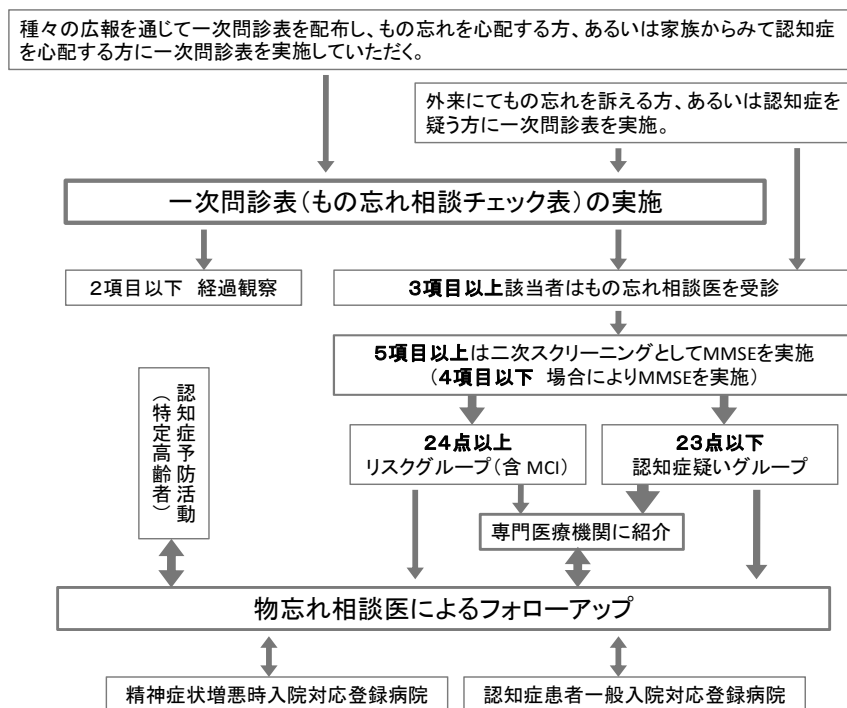 種々の広報を通じて一次問診表を配布し、もの忘れを心配する方、あるいは家族からみて認知症
を心配する方に一次問診表を実施していただく。
外来にてもの忘れを訴える方、あるいは認知症を
疑う方に一次問診表を実施。
一次問診表(もの忘れ相談チェック表)の実施
2項目以下 経過観察
3項目以上該当者はもの忘れ相談医を受診
5項目以上は二次スクリーニングとしてMMSEを実施
(4項目以下 場合によりMMSEを実施)
認知症予防活動
(特定高齢者)
24点以上
リスクグループ(含 MCI)
23点以下
認知症疑いグループ
専門医療機関に紹介
物忘れ相談医によるフォローアップ
精神症状増悪時入院対応登録病院
認知症患者一般入院対応登録病院